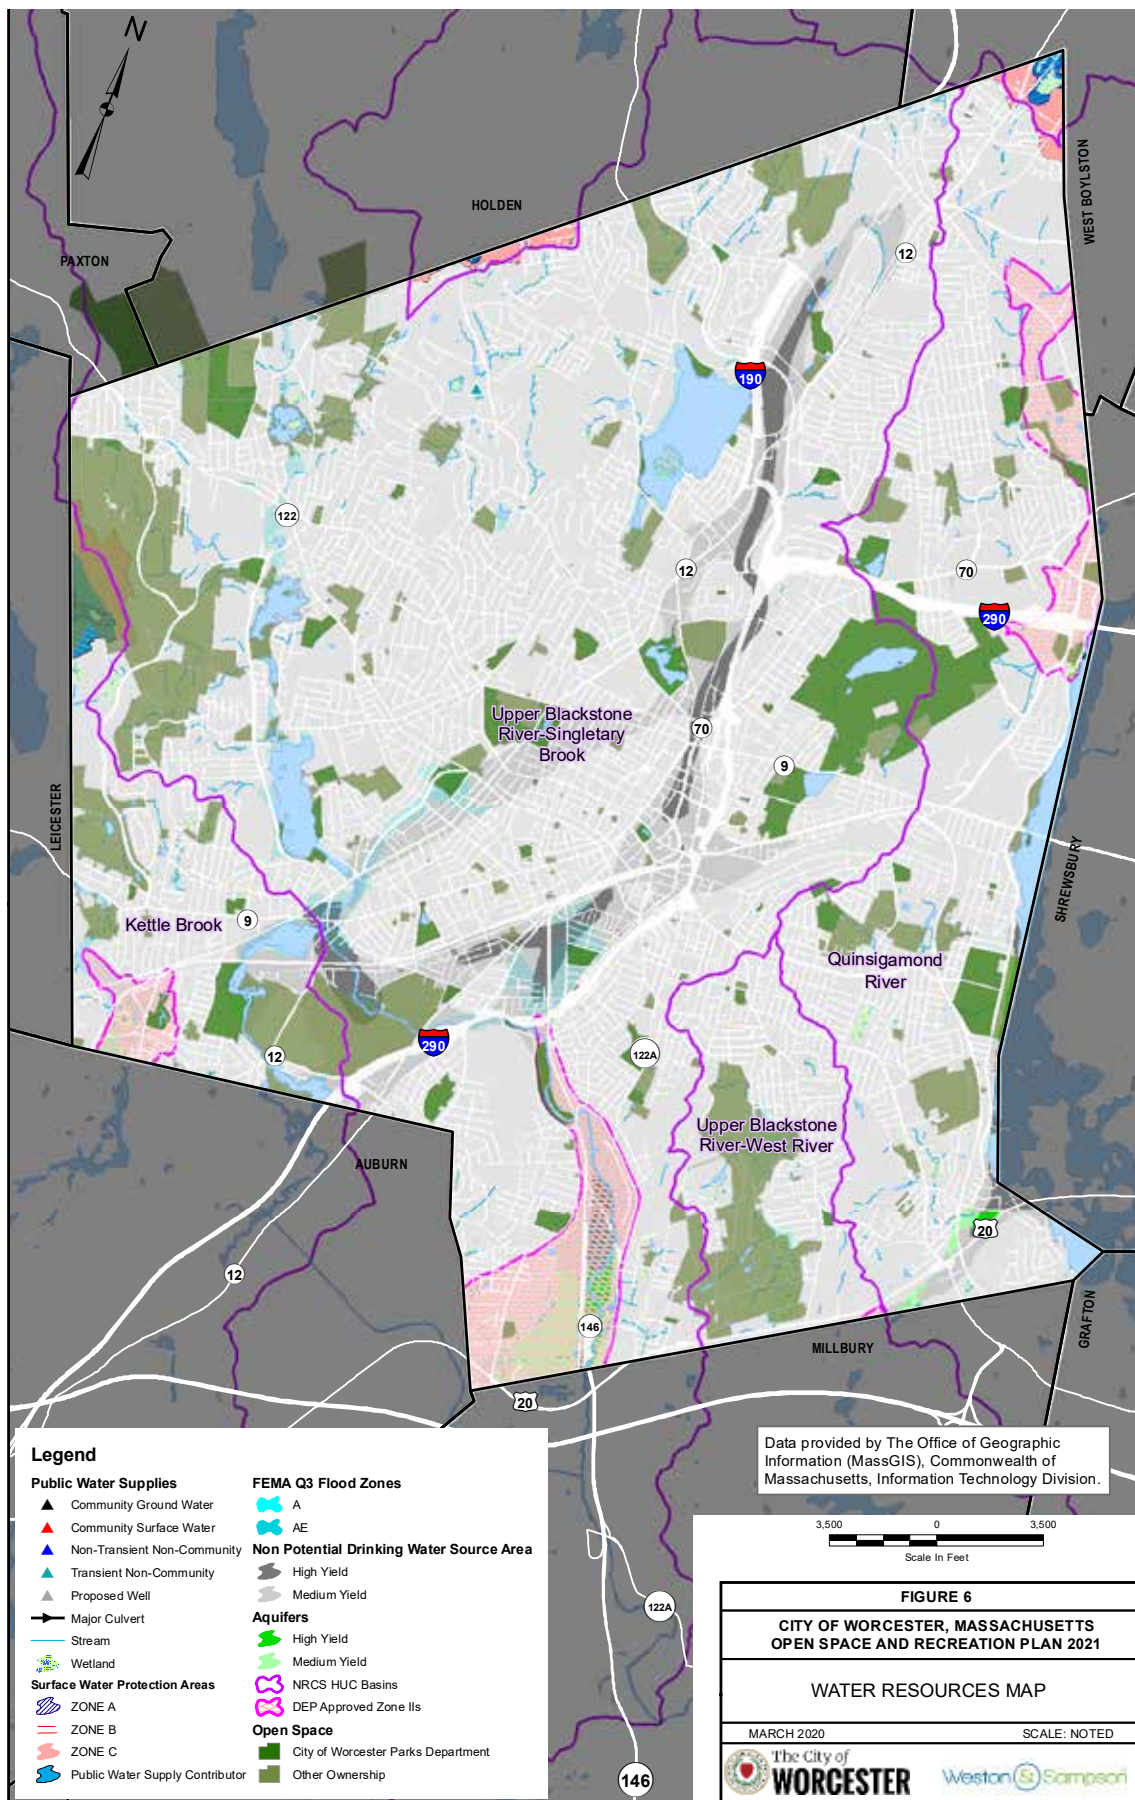 N
HOLDEN
WEST BOYLSTON
PAXTON
12
190
122
12
70
290
Upper Blackstone
River-Singletary
Brook
70
9
LEICESTER
SHREWSBURY
Kettle Brook
9
Quinsigamond
River
290
12
122A
Upper Blackstone
River-West River
AUBURN
20
12
146
MILLBURY
GRAFTON
20
Legend
Public Water Supplies
Community Ground Water
Community Surface Water
Non-Transient Non-Community
Transient Non-Community
Proposed Well
Major Culvert
Stream
Wetland
Surface Water Protection Areas
ZONE A
ZONE B
ZONE C
Public Water Supply Contributor
FEMA Q3 Flood Zones
A
AE
Non Potential Drinking Water Source Area
High Yield
Medium Yield
Aquifers
High Yield
Medium Yield
NRCS HUC Basins
DEP Approved Zone IIs
Open Space
City of Worcester Parks Department
Other Ownership
122A
146
Data provided by The Office of Geographic
Information (MassGIS), Commonwealth of
Massachusetts, Information Technology Division.
3,500 0 3,500
Scale In Feet
FIGURE 6
CITY OF WORCESTER, MASSACHUSETTS
OPEN SPACE AND RECREATION PLAN 2021
WATER RESOURCES MAP
MARCH 2020 SCALE: NOTED
The City of
WORCESTER
Weston & Sampson